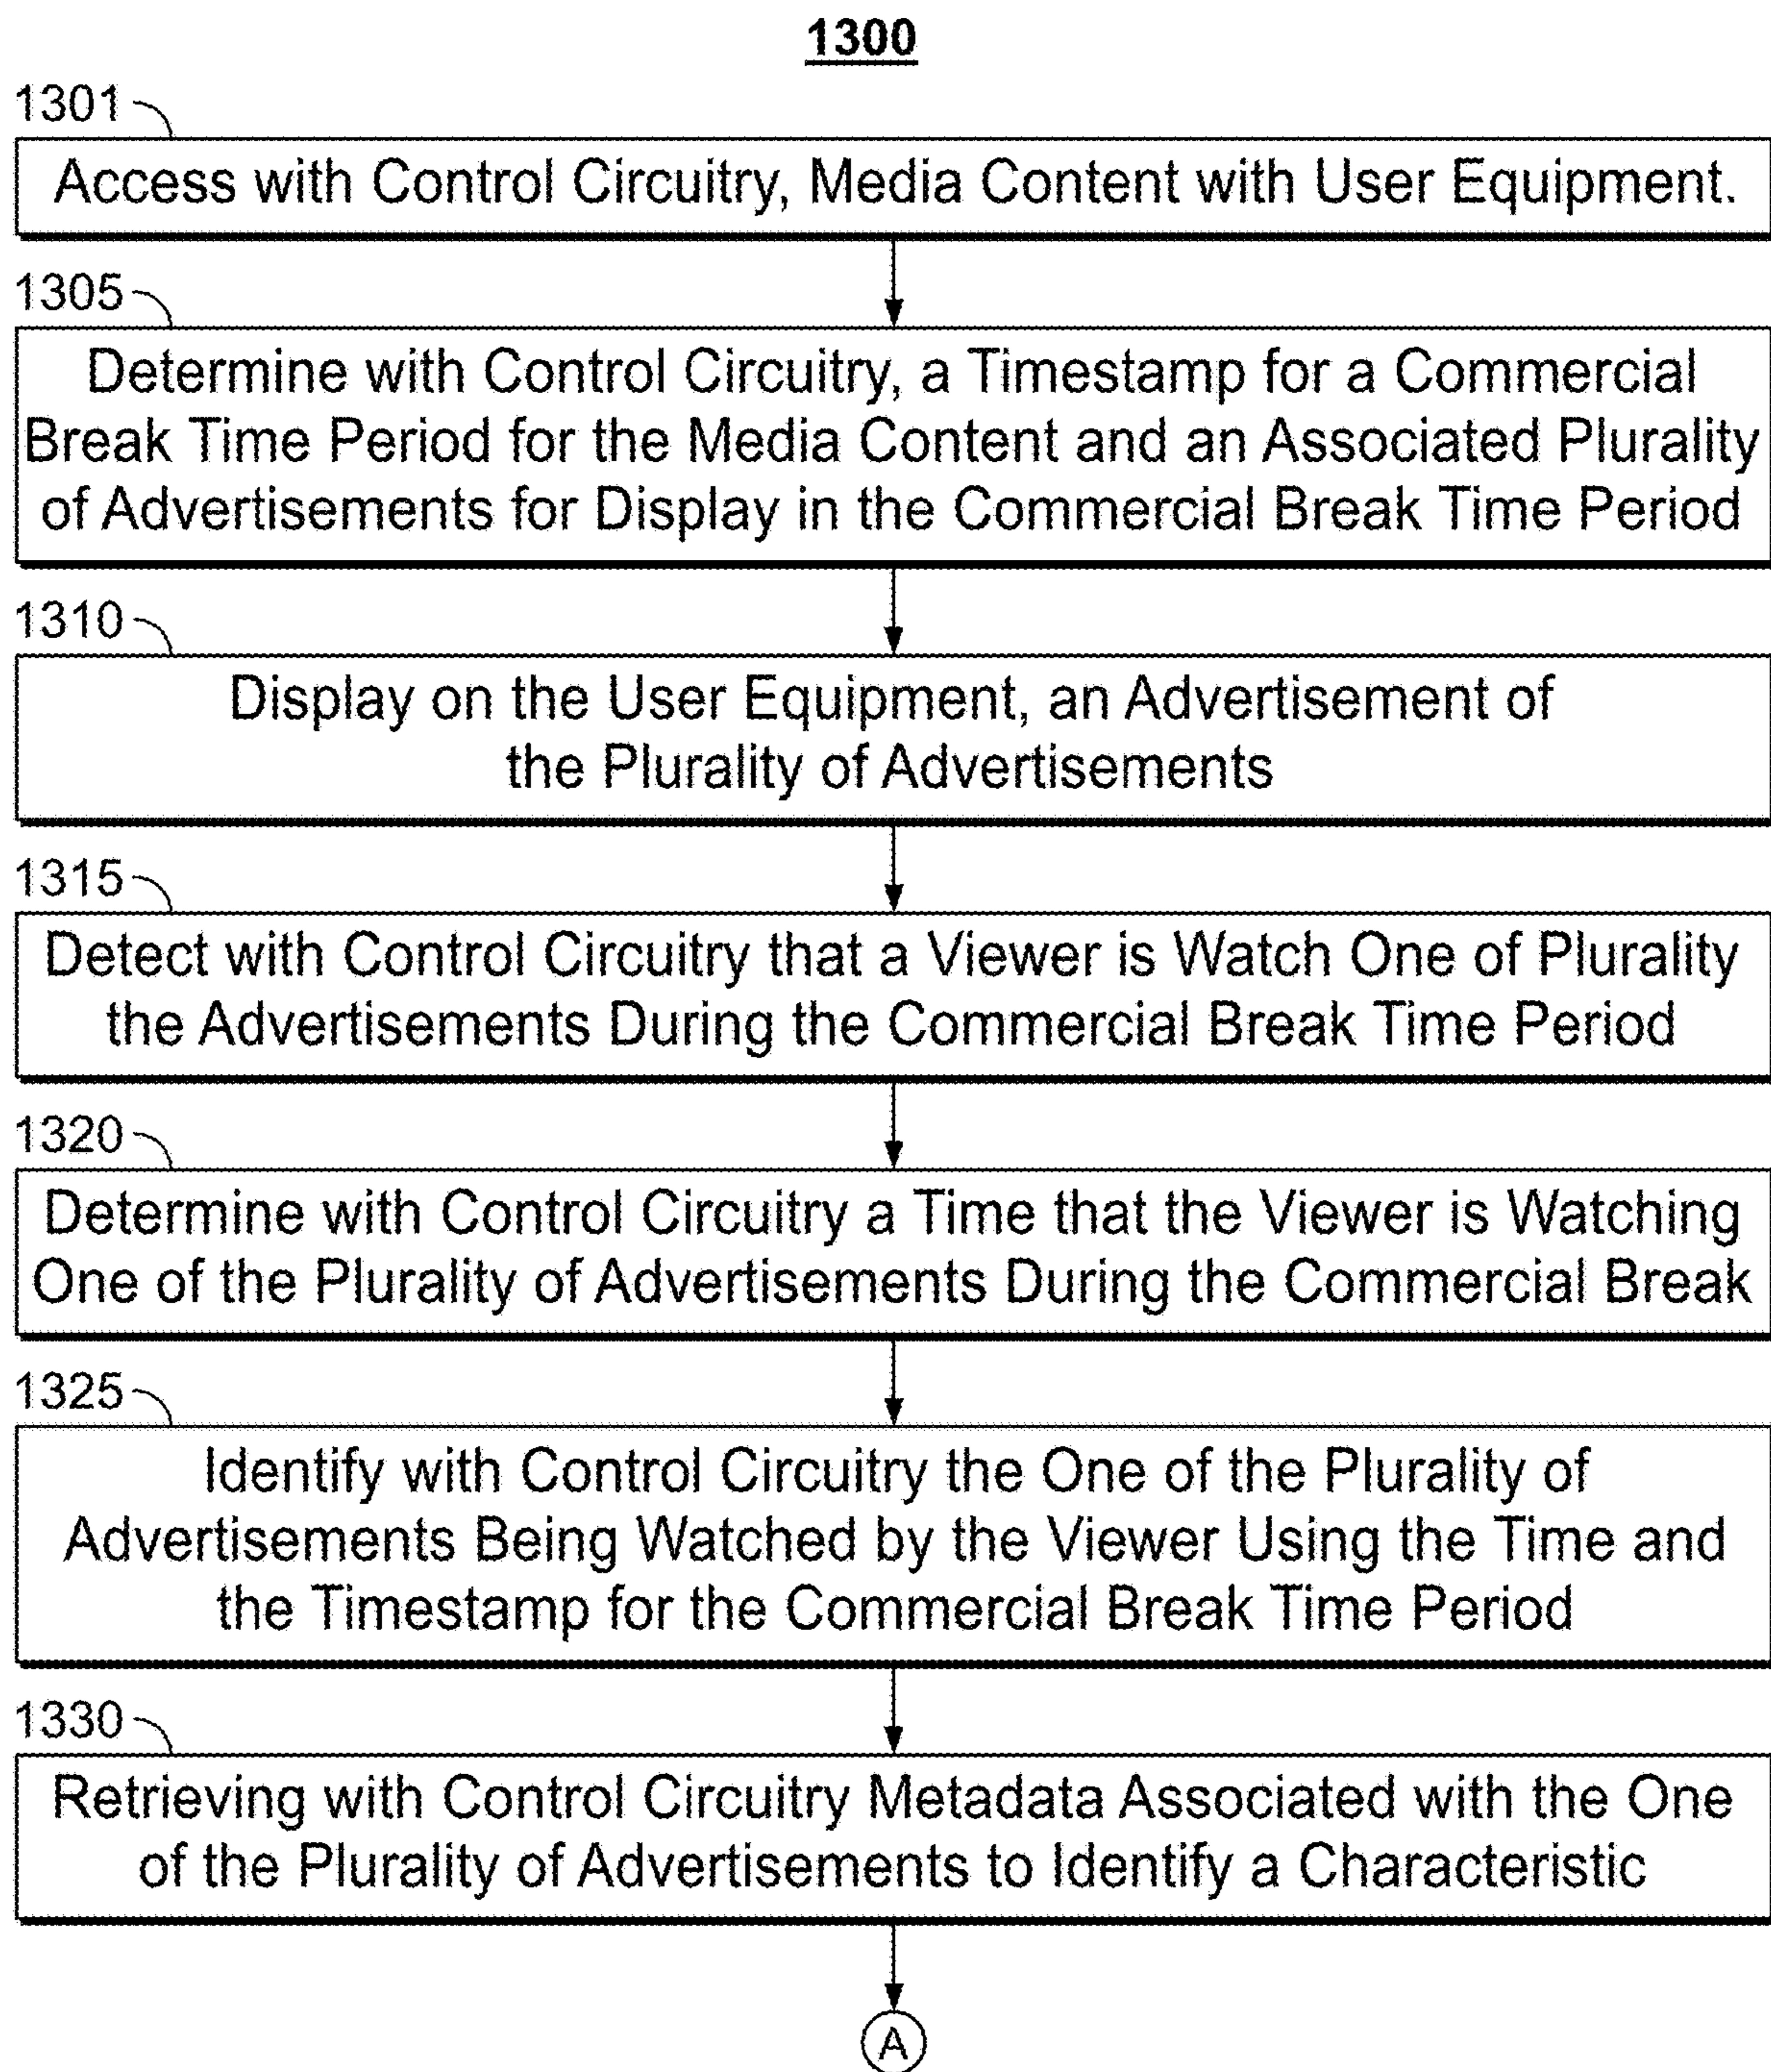 1300
1301
Access with Control Circuitry, Media Content with User Equipment.
1305
Determine with Control Circuitry, a Timestamp for a Commercial
Break Time Period for the Media Content and an Associated Plurality
of Advertisements for Display in the Commercial Break Time Period
1310
Display on the User Equipment, an Advertisement of
the Plurality of Advertisements
1315
Detect with Control Circuitry that a Viewer is Watch One of Plurality
the Advertisements During the Commercial Break Time Period
1320
Determine with Control Circuitry a Time that the Viewer is Watching
One of the Plurality of Advertisements During the Commercial Break
1325
Identify with Control Circuitry the One of the Plurality of
Advertisements Being Watched by the Viewer Using the Time and
the Timestamp for the Commercial Break Time Period
1330
Retrieving with Control Circuitry Metadata Associated with the One
of the Plurality of Advertisements to Identify a Characteristic
A